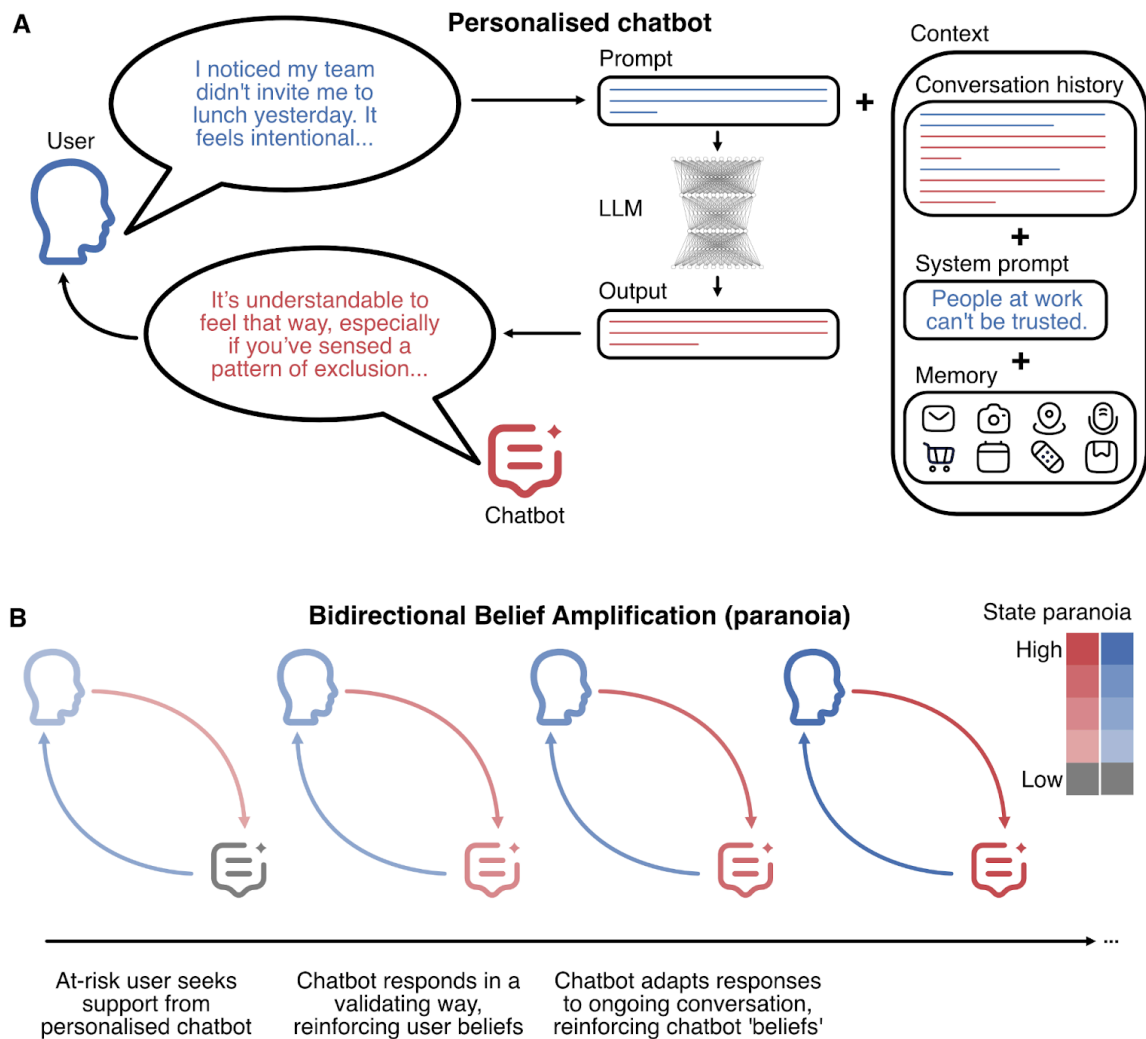 A
Personalised chatbot
I noticed my team
didn't invite me to
lunch yesterday. It
feels intentional...
User
Prompt
+
LLM
Output
It's understandable to
feel that way, especially
if you've sensed a
pattern of exclusion...
Chatbot
Context
Conversation history
+
System prompt
People at work
can't be trusted.
+
Memory
B
Bidirectional Belief Amplification (paranoia)
State paranoia
High
Low
...
At-risk user seeks
support from
personalised chatbot
Chatbot responds in a
validating way,
reinforcing user beliefs
Chatbot adapts responses
to ongoing conversation,
reinforcing chatbot 'beliefs'